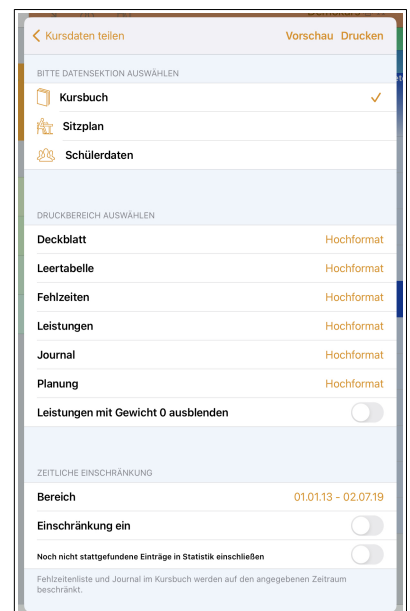 Kursdaten teilen Vorschau Drucken
BITTE DATENSEKTION AUSWÄHLEN
Kursbuch
Sitzplan
Schülerdaten
DRUCKBEREICH AUSWÄHLEN
Deckblatt Hochformat
Leertabelle Hochformat
Fehlzeiten Hochformat
Leistungen Hochformat
Journal Hochformat
Planung Hochformat
Leistungen mit Gewicht 0 ausblenden
ZEITLICHE EINSCHRÄNKUNG
Bereich 01.01.13 - 02.07.19
Einschränkung ein
Noch nicht stattgefundene Einträge in Statistik einschließen
Fehlzeitenliste und Journal im Kursbuch werden auf den angegebenen Zeitraum
beschränkt.